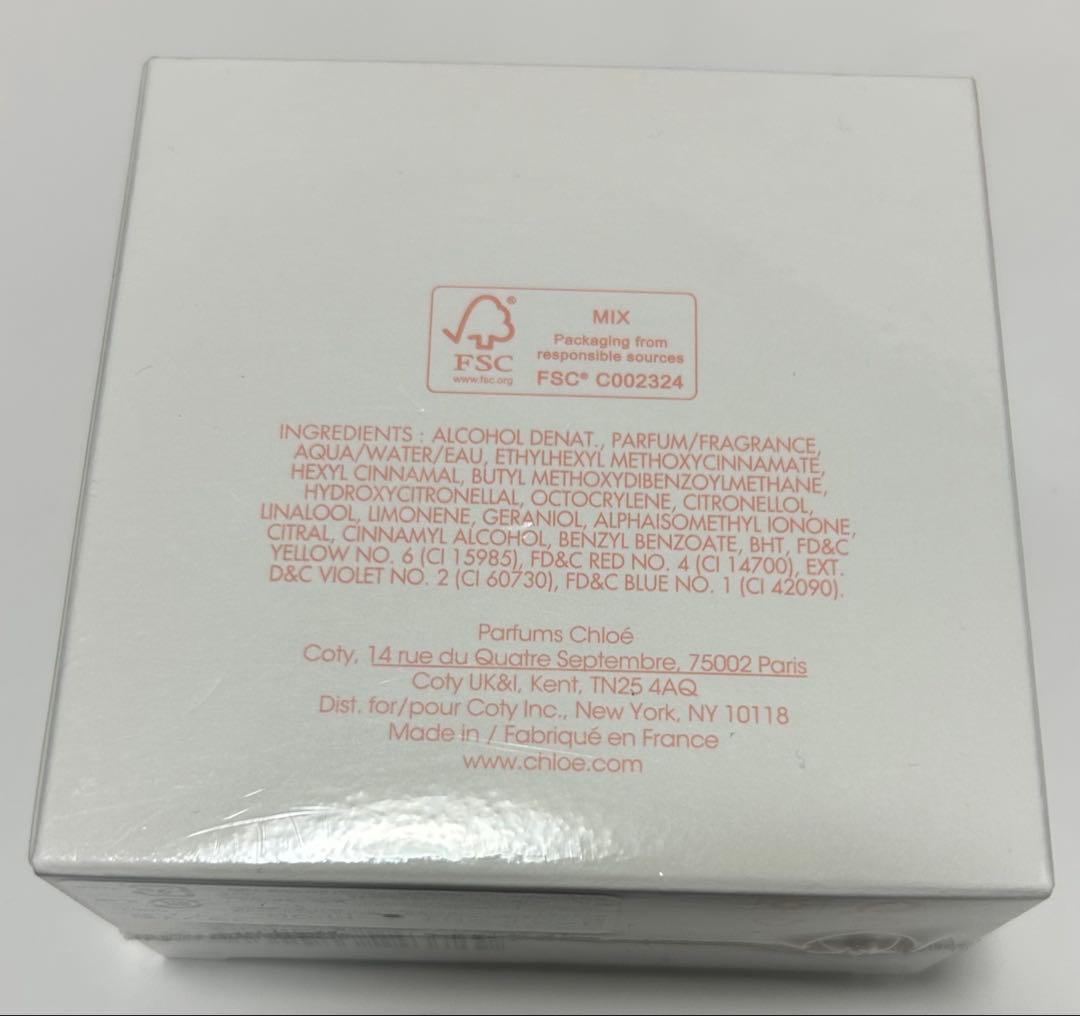 ®
FSC
www.fsc.org
MIX
Packaging from
responsible sources
FSC® C002324
INGREDIENTS : ALCOHOL DENAT., PARFUM/FRAGRANCE,
AQUA/WATER/EAU, ETHYLHEXYL METHOXYCINNAMATE,
HEXYL CINNAMAL, BUTYL METHOXYDIBENZOYLMETHANE,
HYDROXYCITRONELLAL, OCTOCRYLENE, CITRONELLOL,
LINALOOL, LIMONENE, GERANIOL, ALPHAISOMETHYL IONONE,
CITRAL, CINNAMYL ALCOHOL, BENZYL BENZOATE, BHT, FD&C
YELLOW NO. 6 (CI 15985), FD&C RED NO. 4 (CI 14700), EXT.
D&C VIOLET NO. 2 (CI 60730), FD&C BLUE NO. 1 (CI 42090).
Parfums Chloé
Coty, 14 rue du Quatre Septembre, 75002 Paris
Coty UK&I, Kent, TN25 4AQ
Dist. for/pour Coty Inc., New York, NY 10118
Made in / Fabriqué en France
www.chloe.com